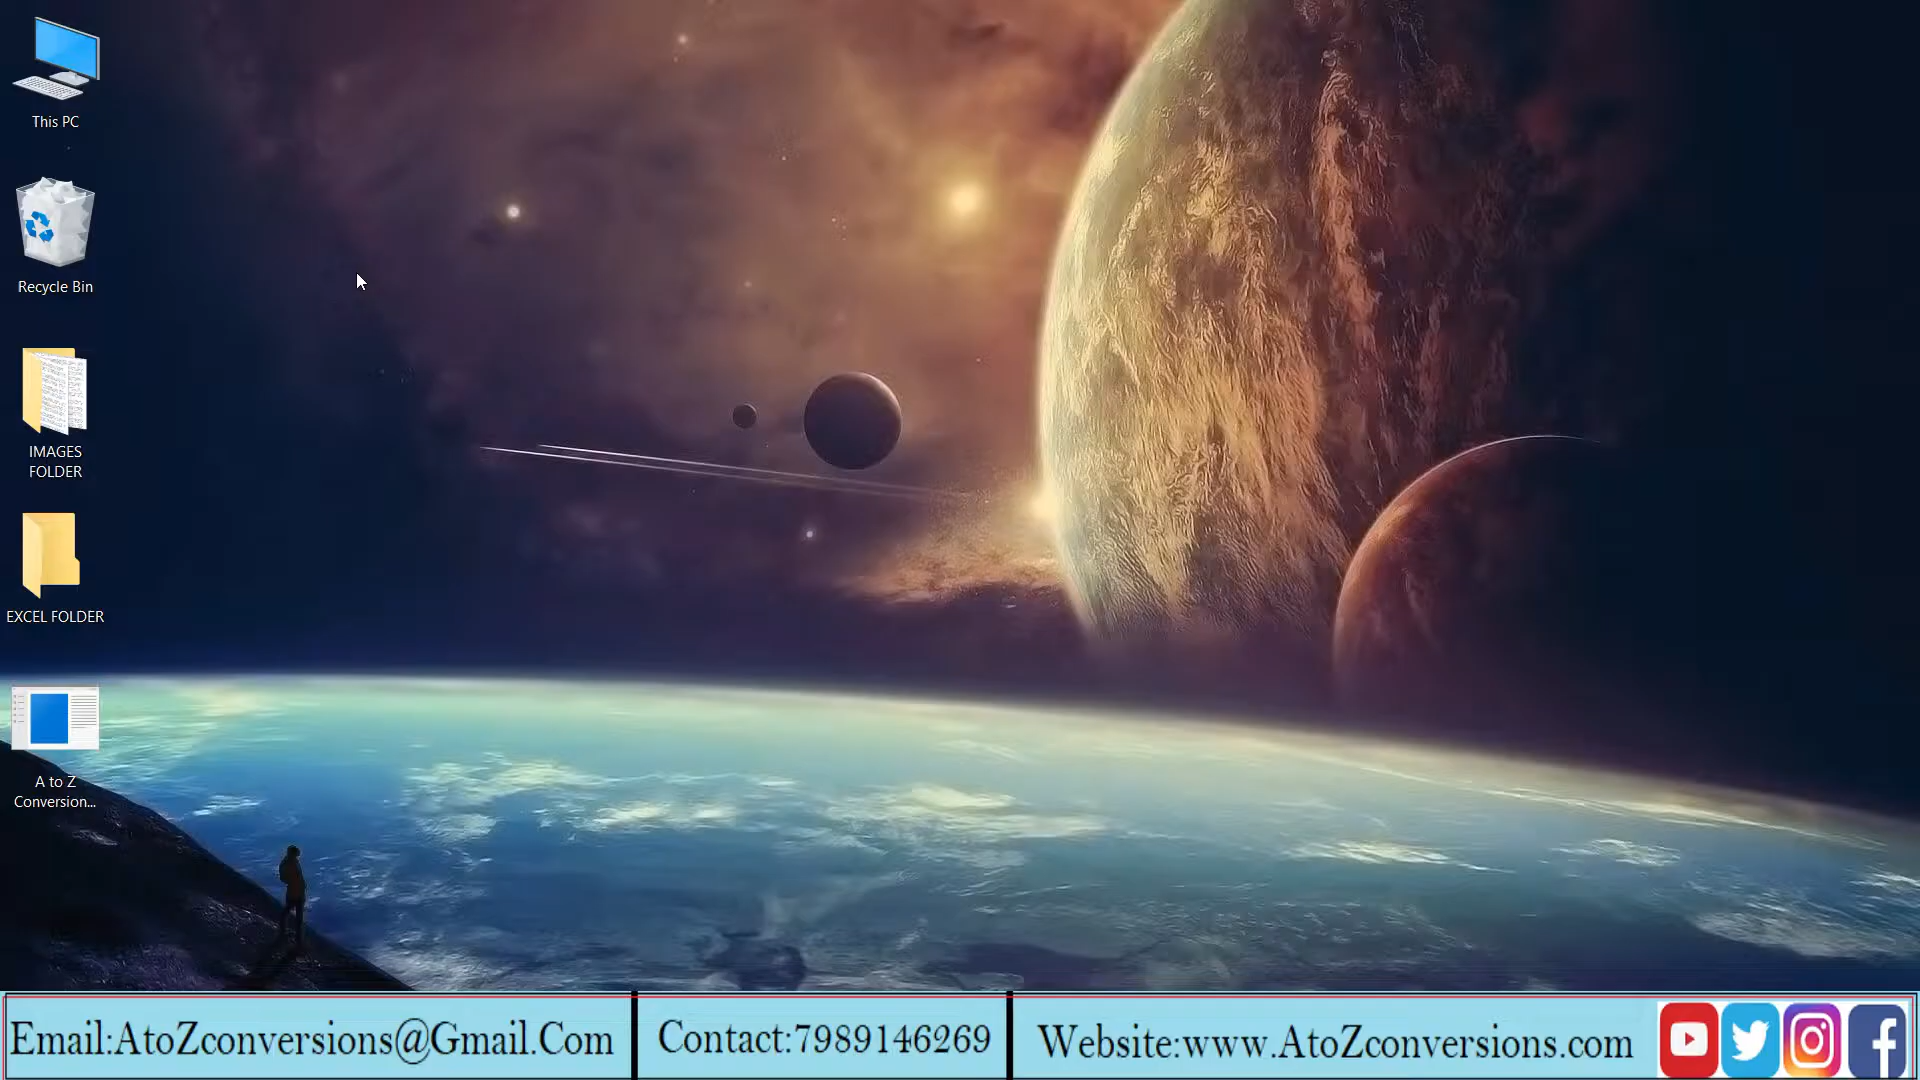 This PC
Recycle Bin
IMAGES
FOLDER
EXCEL FOLDER
A to Z
Conversion...
Email:AtoZconversions@Gmail.Com
Contact:7989146269
Website:www.AtoZconversions.com